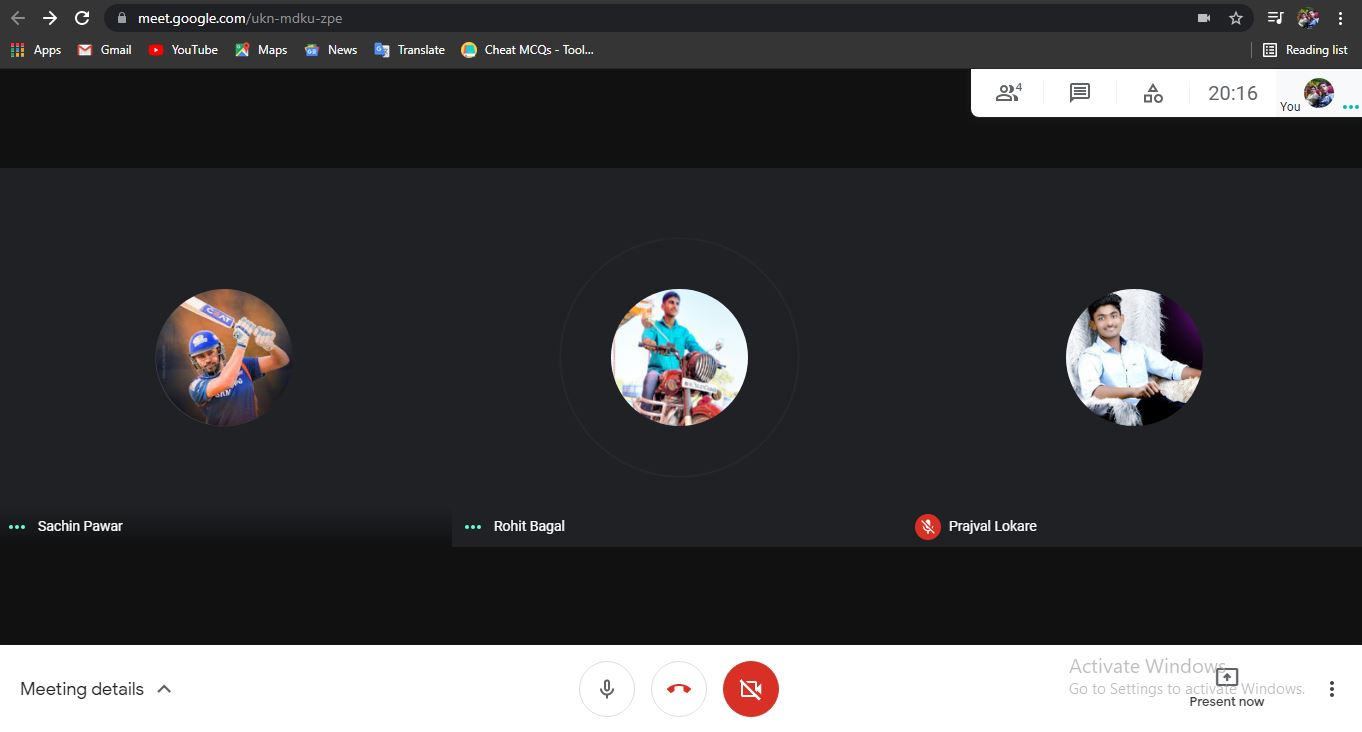 meet.google.com/ukn-mdku-zpe
Apps Gmail YouTube Maps News Translate Cheat MCQs - Tool... Reading list
4 20:16 You
CEAT
Sachin Pawar Rohit Bagal Prajval Lokare
Meeting details
Activate Windows
Go to Settings to activate Windows.
Present now